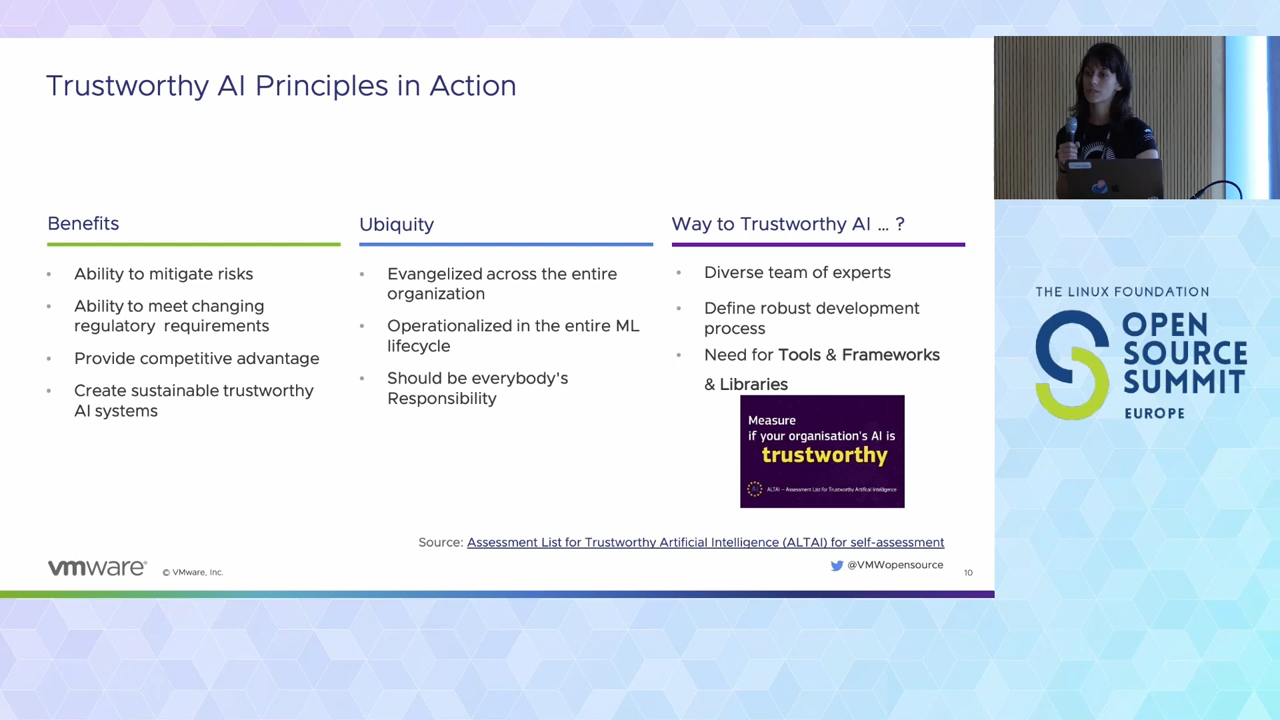 Trustworthy AI Principles in Action
Benefits
Ability to mitigate risks
Ability to meet changing
regulatory requirements
Provide competitive advantage
Create sustainable trustworthy
AI systems
Ubiquity
Evangelized across the entire
organization
Operationalized in the entire ML
lifecycle
Should be everybody's
Responsibility
Way to Trustworthy AI ... ?
Diverse team of experts
Define robust development
process
Need for Tools & Frameworks
& Libraries
Measure
if your organisation's AI is
trustworthy
ALTAI – Assessment List for Trustworthy Artificial Intelligence
Source: Assessment List for Trustworthy Artificial Intelligence (ALTAI) for self-assessment
vmware® © VMware, Inc.
@VMWopensource
10
THE LINUX FOUNDATION
OPEN
SOURCE
SUMMIT
EUROPE